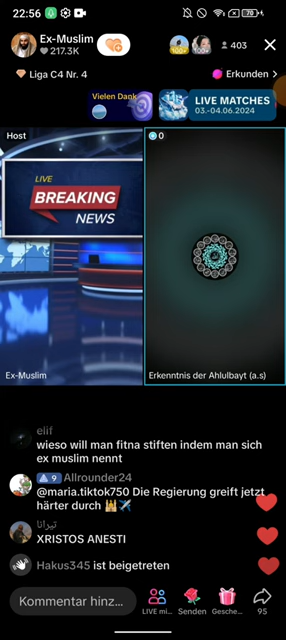 22:56
70
Ex-Muslim
217.3K
100+
100+
403
Liga C4 Nr. 4
Erkunden
Vielen Dank
LIVE MATCHES
03.-04.06.2024
Host
0
LIVE
BREAKING
NEWS
Ex-Muslim
Erkenntnis der Ahlulbayt (a.s)
elif
wieso will man fitna stiften indem man sich
ex muslim nennt
9 Allrounder24
@maria.tiktok750 Die Regierung greift jetzt
härter durch
تيرانا
XRISTOS ANESTI
Hakus345 ist beigetreten
Kommentar hinz...
LIVE mi...
Senden
Gesche...
95